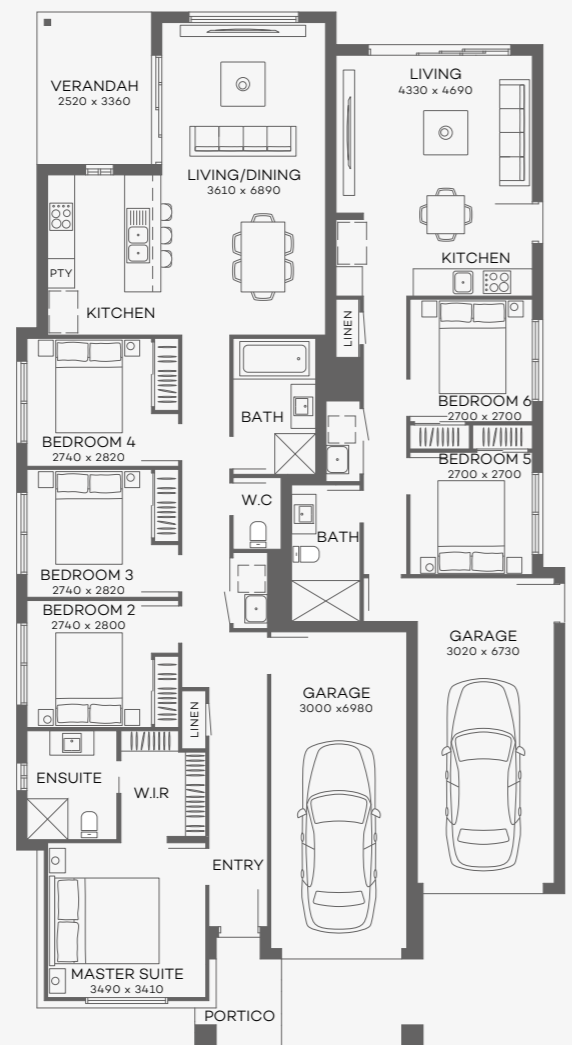 VERANDAH
2520 x 3360
LIVING/DINING
3610 x 6890
LIVING
4330 x 4690
PTY
KITCHEN
KITCHEN
LINEN
BEDROOM 4
2740 x 2820
BATH
BEDROOM 6
2700 x 2700
BEDROOM 5
2700 x 2700
W.C
BATH
BEDROOM 3
2740 x 2820
BEDROOM 2
2740 x 2800
GARAGE
3020 x 6730
GARAGE
3000 x6980
LINEN
ENSUITE
W.I.R
ENTRY
MASTER SUITE
3490 x 3410
PORTICO